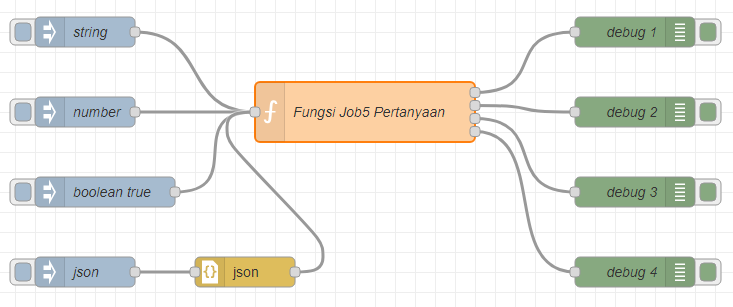 string
debug 1
number
Fungsi Job5 Pertanyaan
debug 2
boolean true
debug 3
json
json
debug 4